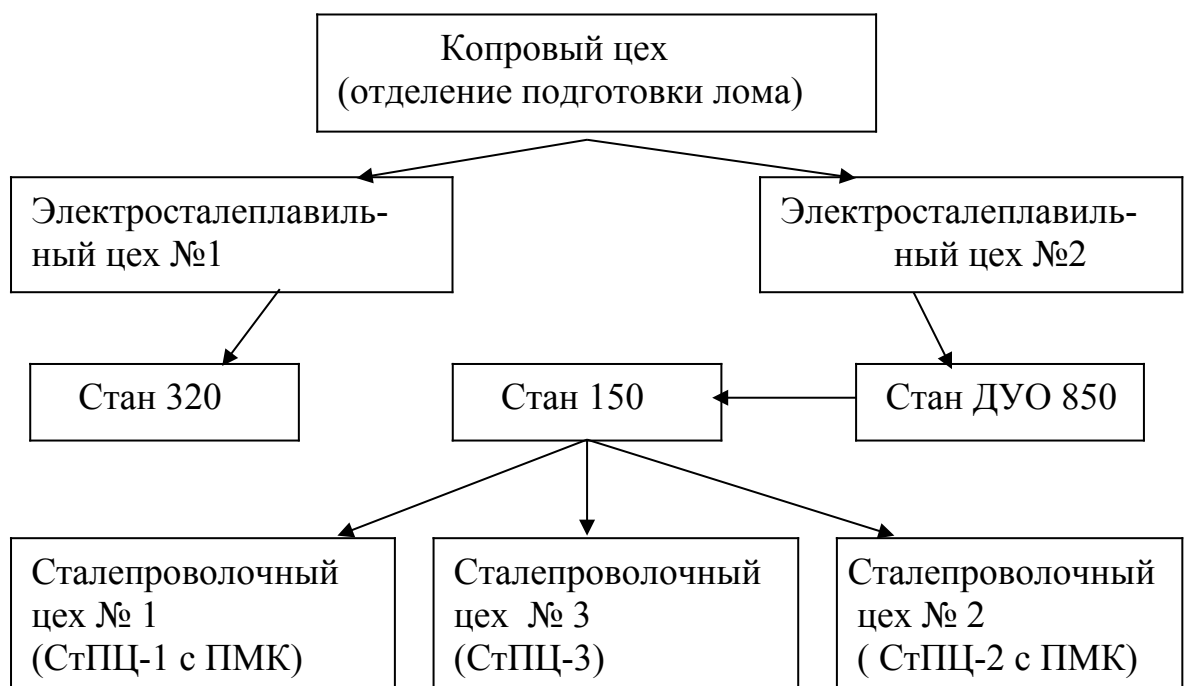 Копровый цех
(отделение подготовки лома)
Электросталеплавиль-
ный цех №1
Электросталеплавиль-
ный цех №2
Стан 320
Стан 150
Стан ДУО 850
Сталепроволочный
цех № 1
(СтПЦ-1 с ПМК)
Сталепроволочный
цех № 3
(СтПЦ-3)
Сталепроволочный
цех № 2
( СтПЦ-2 с ПМК)